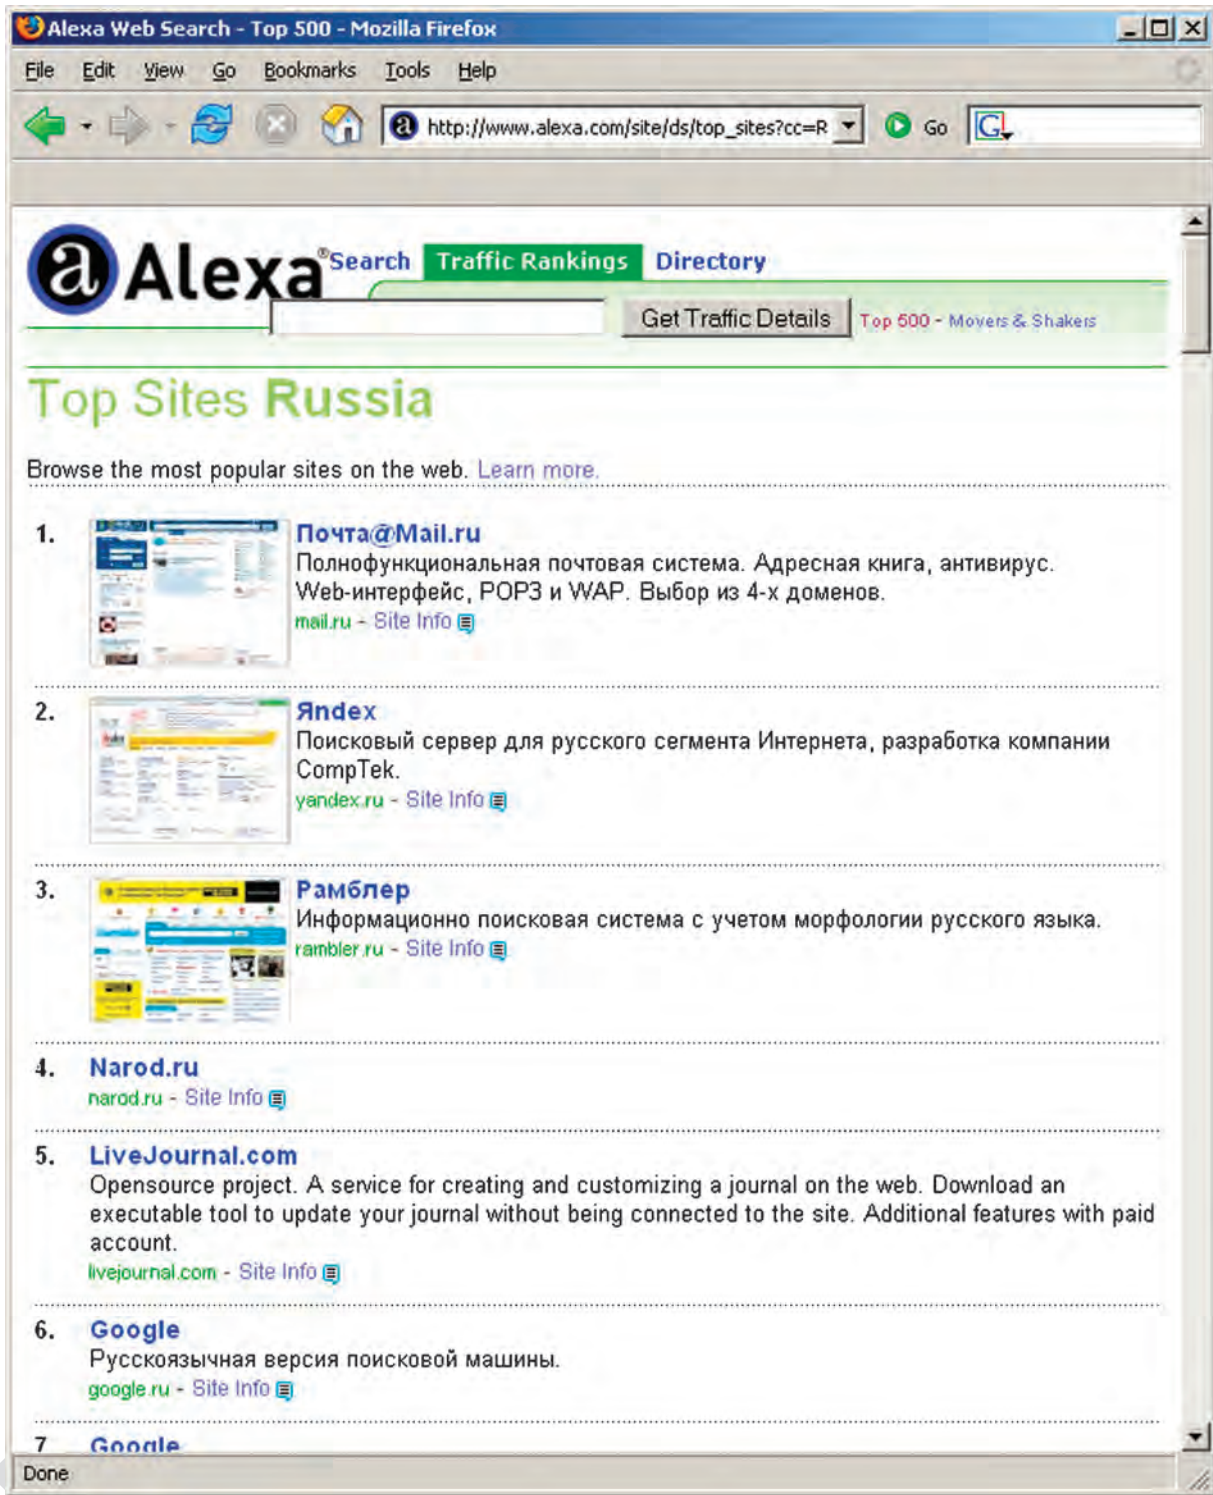 Alexa Web Search - Top 500 - Mozilla Firefox
File Edit View Go Bookmarks Tools Help
http://www.alexa.com/site/ds/top_sites?cc=R Go G
a Alexa® Search Traffic Rankings Directory
Get Traffic Details Top 500 - Movers & Shakers
Top Sites Russia
Browse the most popular sites on the web. Learn more.
1. Почта@Mail.ru
Полнофункциональная почтовая система. Адресная книга, антивирус.
Web-интерфейс, POP3 и WAP. Выбор из 4-х доменов.
mail.ru - Site Info
2. Яndex
Поисковый сервер для русского сегмента Интернета, разработка компании
CompTek.
yandex.ru - Site Info
3. Рамблер
Информационно поисковая система с учетом морфологии русского языка.
rambler.ru - Site Info
4. Narod.ru
narod.ru - Site Info
5. LiveJournal.com
Opensource project. A service for creating and customizing a journal on the web. Download an
executable tool to update your journal without being connected to the site. Additional features with paid
account.
livejournal.com - Site Info
6. Google
Русскоязычная версия поисковой машины.
google.ru - Site Info
7 Google
Done